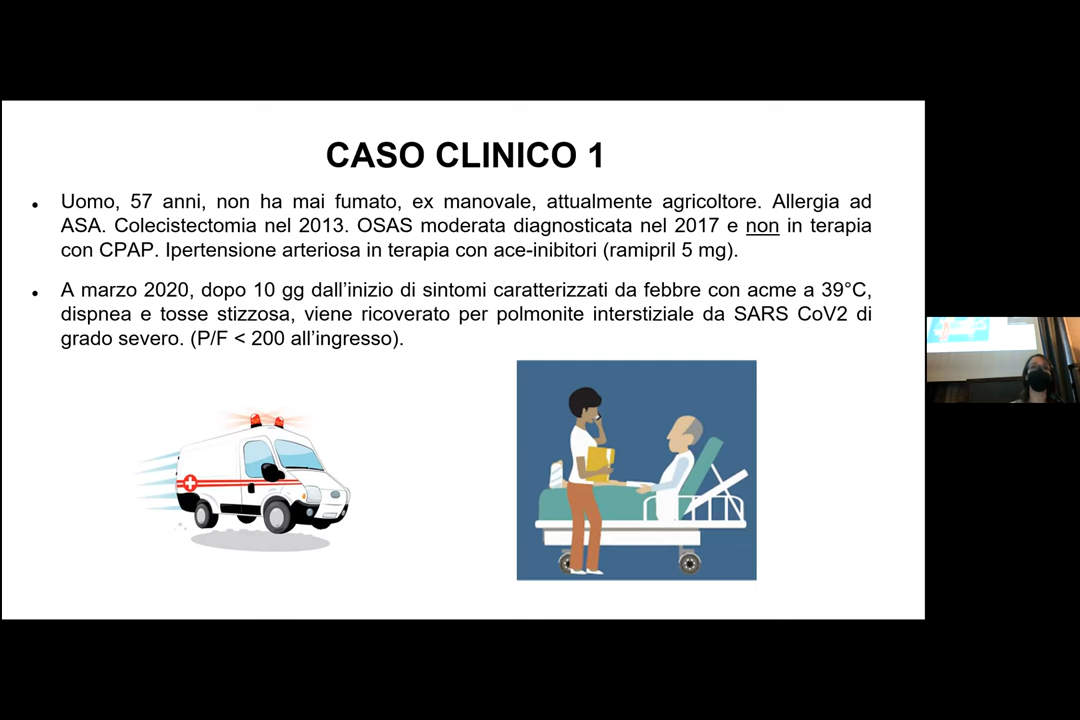 CASO CLINICO 1
Uomo, 57 anni, non ha mai fumato, ex manovale, attualmente agricoltore. Allergia ad
ASA. Colecistectomia nel 2013. OSAS moderata diagnosticata nel 2017 e non in terapia
con CPAP. Ipertensione arteriosa in terapia con ace-inibitori (ramipril 5 mg).
A marzo 2020, dopo 10 gg dall’inizio di sintomi caratterizzati da febbre con acme a 39°C,
dispnea e tosse stizzosa, viene ricoverato per polmonite interstiziale da SARS CoV2 di
grado severo. (P/F < 200 all’ingresso).